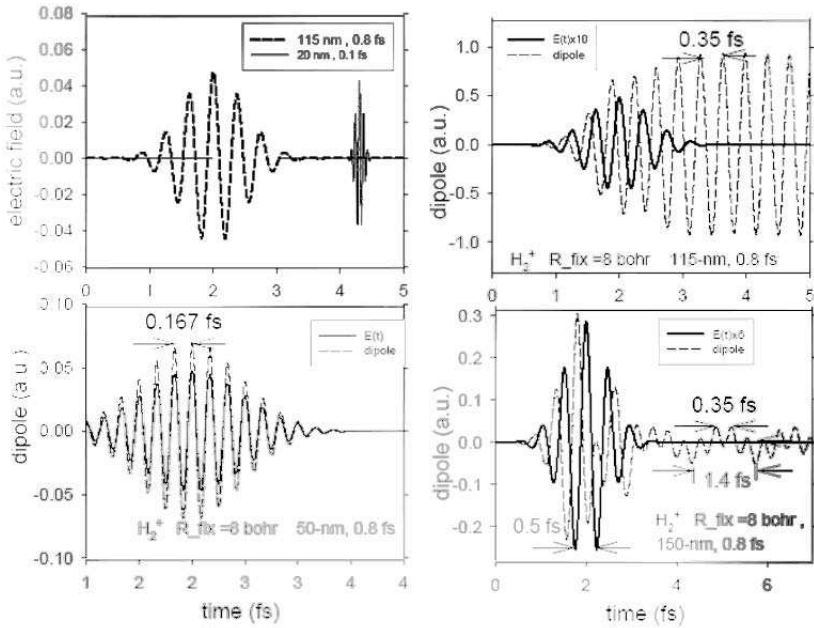 0.08
0.06
0.04
0.02
0.00
-0.02
-0.04
-0.06
electric field (a.u.)
115 nm , 0.8 fs
20 nm, 0.1 fs
0 1 2 3 4 5
1.0
0.5
0.0
-0.5
-1.0
dipole (a.u.)
E(t)x10
dipole
0.35 fs
H2+ R_fix =8 bohr 115-nm, 0.8 fs
0 1 2 3 4 5
0.10
0.05
0.00
-0.05
-0.10
dipole (a.u.)
0.167 fs
E(t)
dipole
H2+ R_fix =8 bohr 50-nm, 0.8 fs
1 1 2 2 3 3 4 4
time (fs)
0.3
0.2
0.1
0.0
-0.1
-0.2
dipole (a.u.)
dipole
0.35 fs
1.4 fs
0.5 fs
H2+ R_fix =8 bohr ,
150-nm, 0.8 fs
0 2 4 6 7
time (fs)